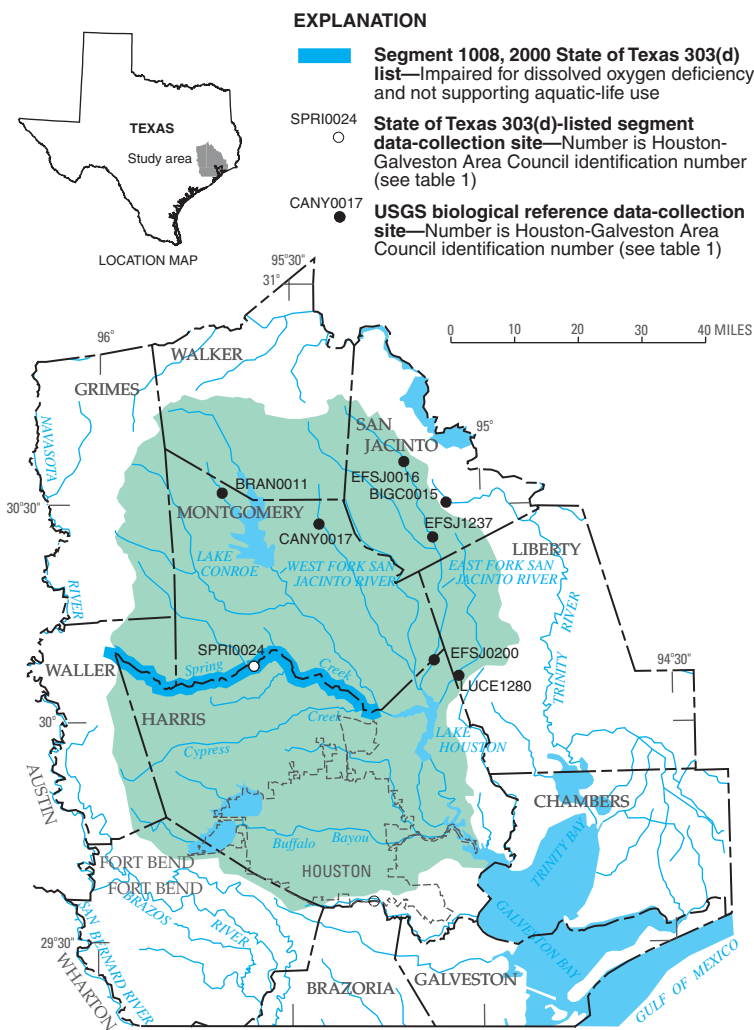 EXPLANATION
Segment 1008, 2000 State of Texas 303(d)
list—Impaired for dissolved oxygen deficiency
and not supporting aquatic-life use
SPRI0024
State of Texas 303(d)-listed segment
data-collection site—Number is Houston-
Galveston Area Council identification number
(see table 1)
CANY0017
USGS biological reference data-collection
site—Number is Houston-Galveston Area
Council identification number (see table 1)
TEXAS
Study area
LOCATION MAP
95°30"
31°
96°
0 10 20 30 40 MILES
WALKER
GRIMES
SAN
JACINTO
95°
NAVASOTA
RIVER
EFSJ0016
BIGC0015
BRAN0011
30°30"
MONTGOMERY
CANY0017
EFSJ1237
LIBERTY
LAKE
CONROE
WEST FORK SAN
JACINTO RIVER
EAST FORK SAN
JACINTO RIVER
TRINITY
RIVER
TRINITY
SPRI0024
EFSJ0200
WALLER
Spring
Creek
LUCE1280
94°30"
HARRIS
30°
Creek
Cypress
LAKE
HOUSTON
AUSTIN
CHAMBERS
TRINITY BAY
Buffalo Bayou
FORT BEND
FORT BEND
HOUSTON
BRAZOS
RIVER
GALVESTON BAY
SAN BERNARD RIVER
29°30"
WHARTON
BRAZORIA
GALVESTON
GULF OF MEXICO